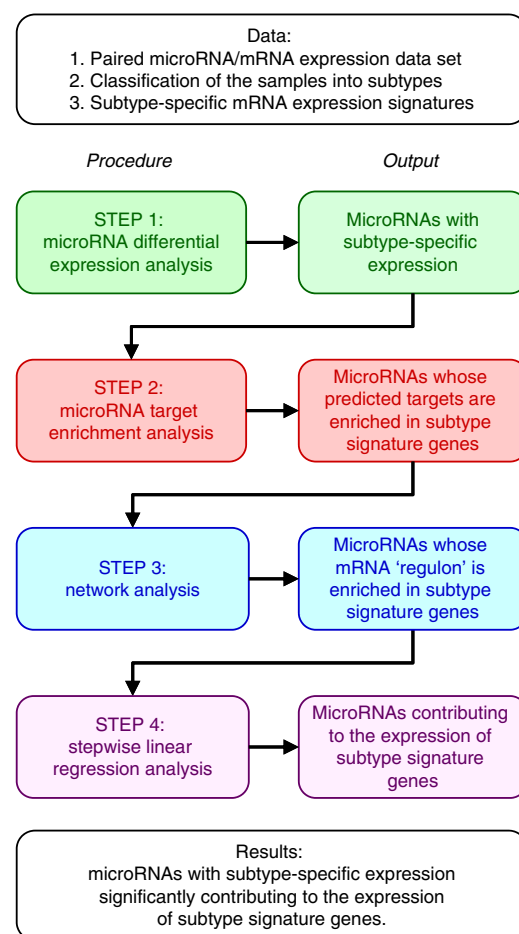 Data:
1. Paired microRNA/mRNA expression data set
2. Classification of the samples into subtypes
3. Subtype-specific mRNA expression signatures
Procedure
Output
STEP 1:
microRNA differential
expression analysis
MicroRNAs with
subtype-specific
expression
STEP 2:
microRNA target
enrichment analysis
MicroRNAs whose
predicted targets are
enriched in subtype
signature genes
STEP 3:
network analysis
MicroRNAs whose
mRNA ‘regulon’ is
enriched in subtype
signature genes
STEP 4:
stepwise linear
regression analysis
MicroRNAs contributing
to the expression of
subtype signature
genes
Results:
microRNAs with subtype-specific expression
significantly contributing to the expression
of subtype signature genes.